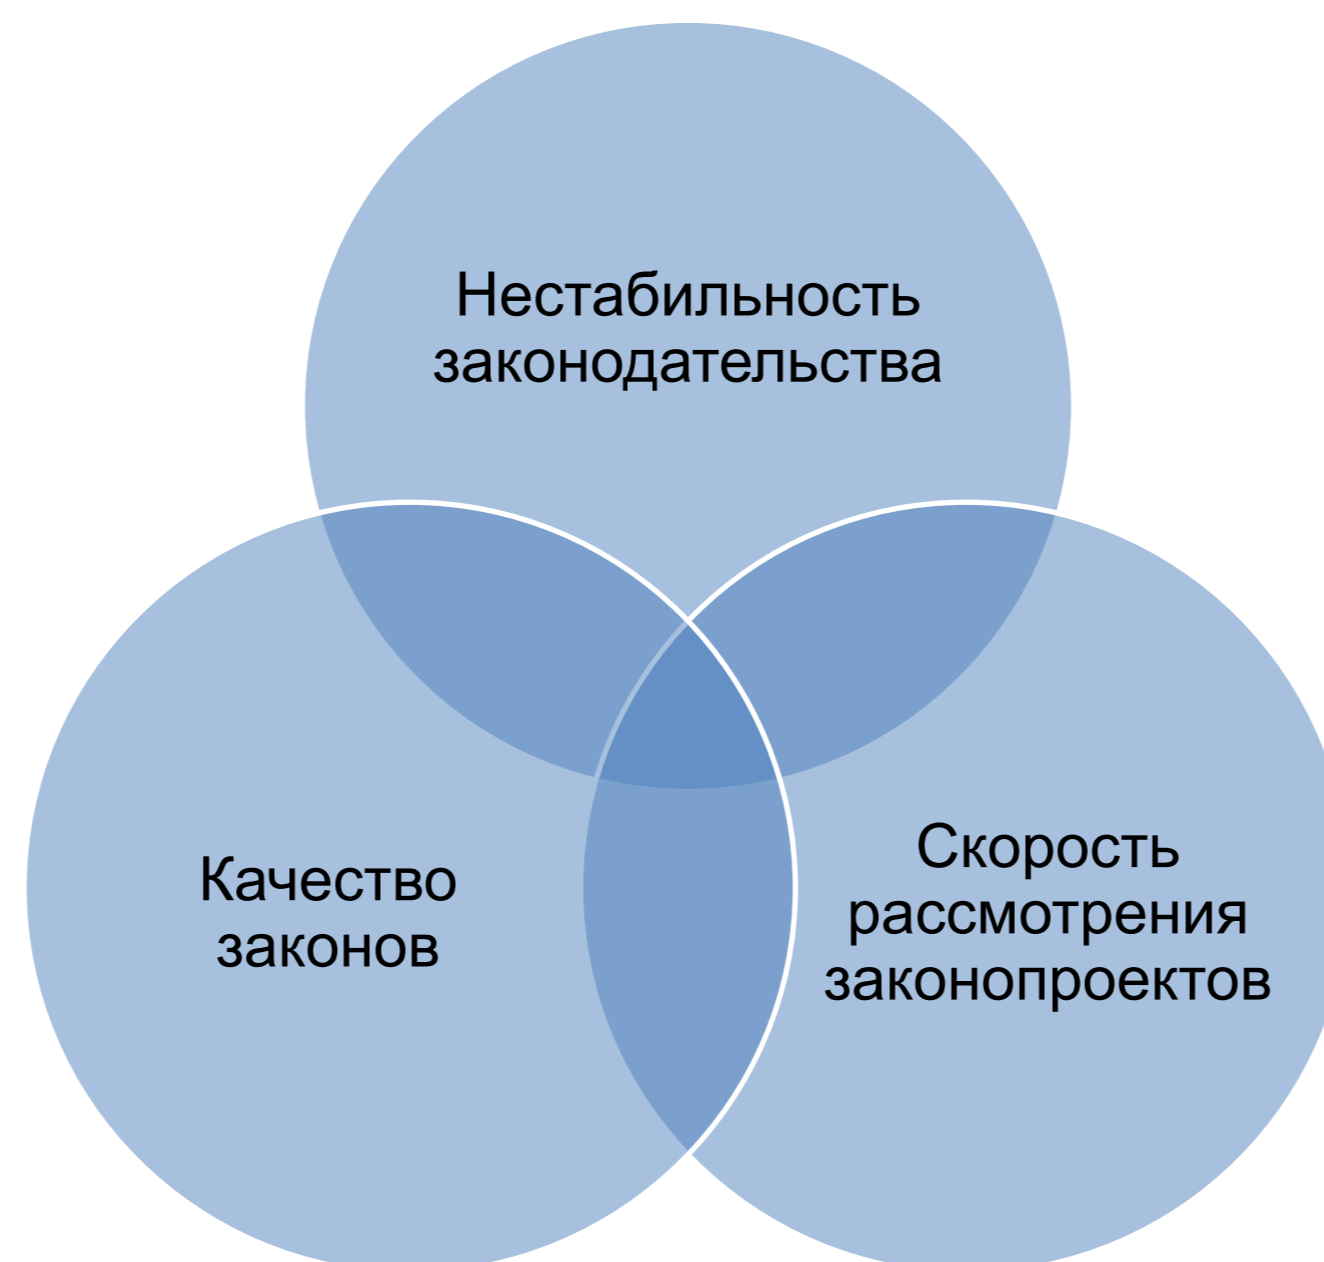 Нестабильность
законодательства
Качество
законов
Скорость
рассмотрения
законопроектов